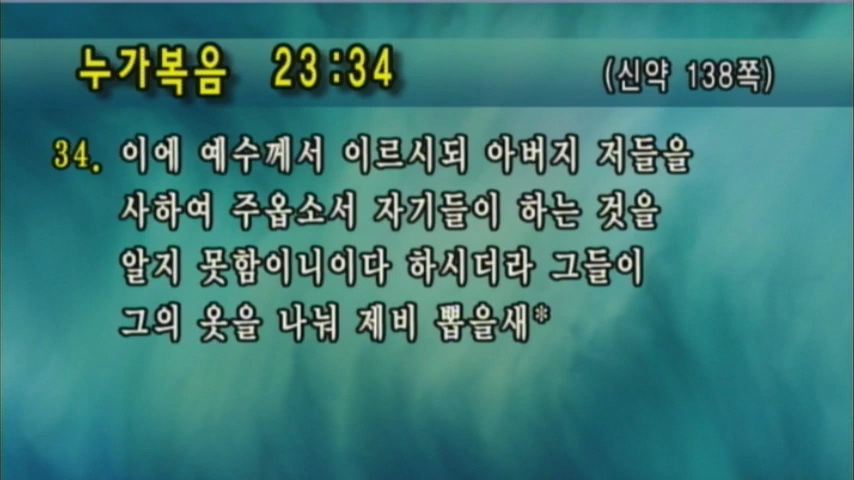 누가복음 23:34 (신약 138쪽)
34. 이에 예수께서 이르시되 아버지 저들을
사하여 주옵소서 자기들이 하는 것을
알지 못함이니이다 하시더라 그들이
그의 옷을 나눠 제비 뽑을새*